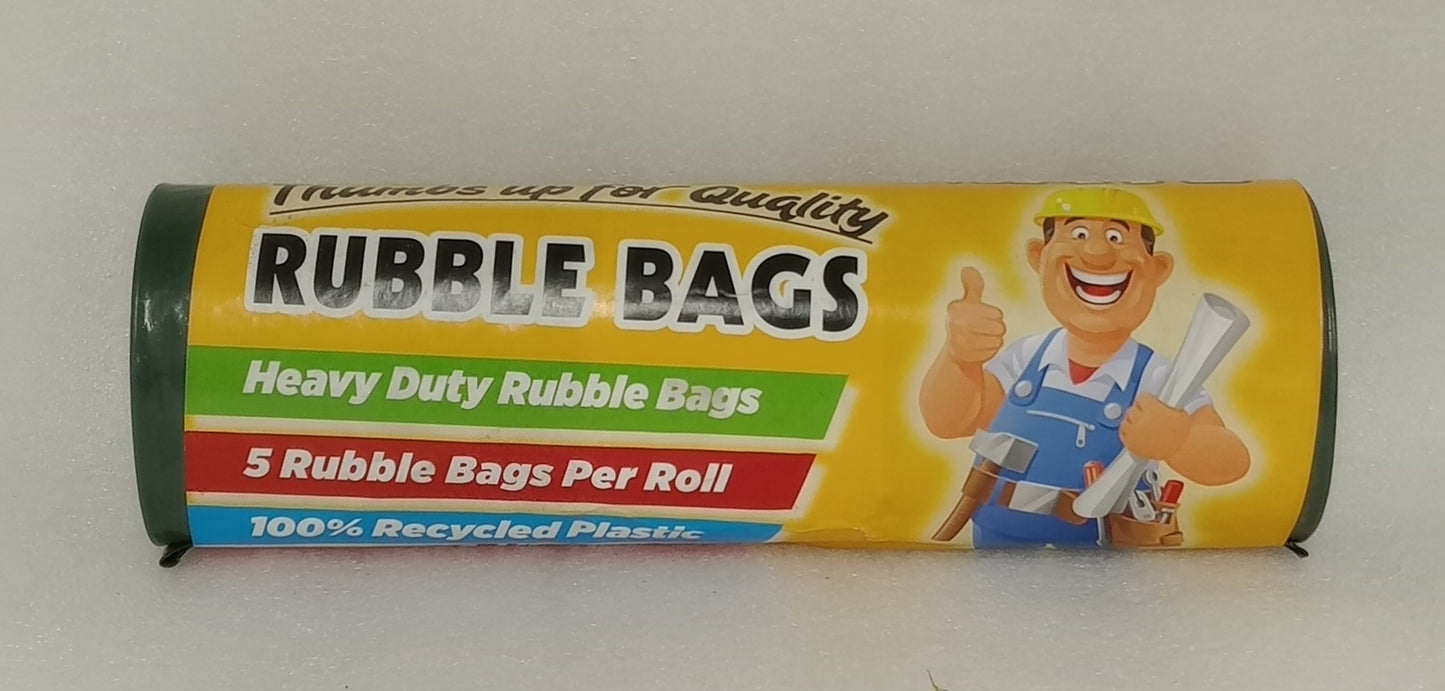 Thumbs up for Quality
RUBBLE BAGS
Heavy Duty Rubble Bags
5 Rubble Bags Per Roll
100% Recycled Plastic